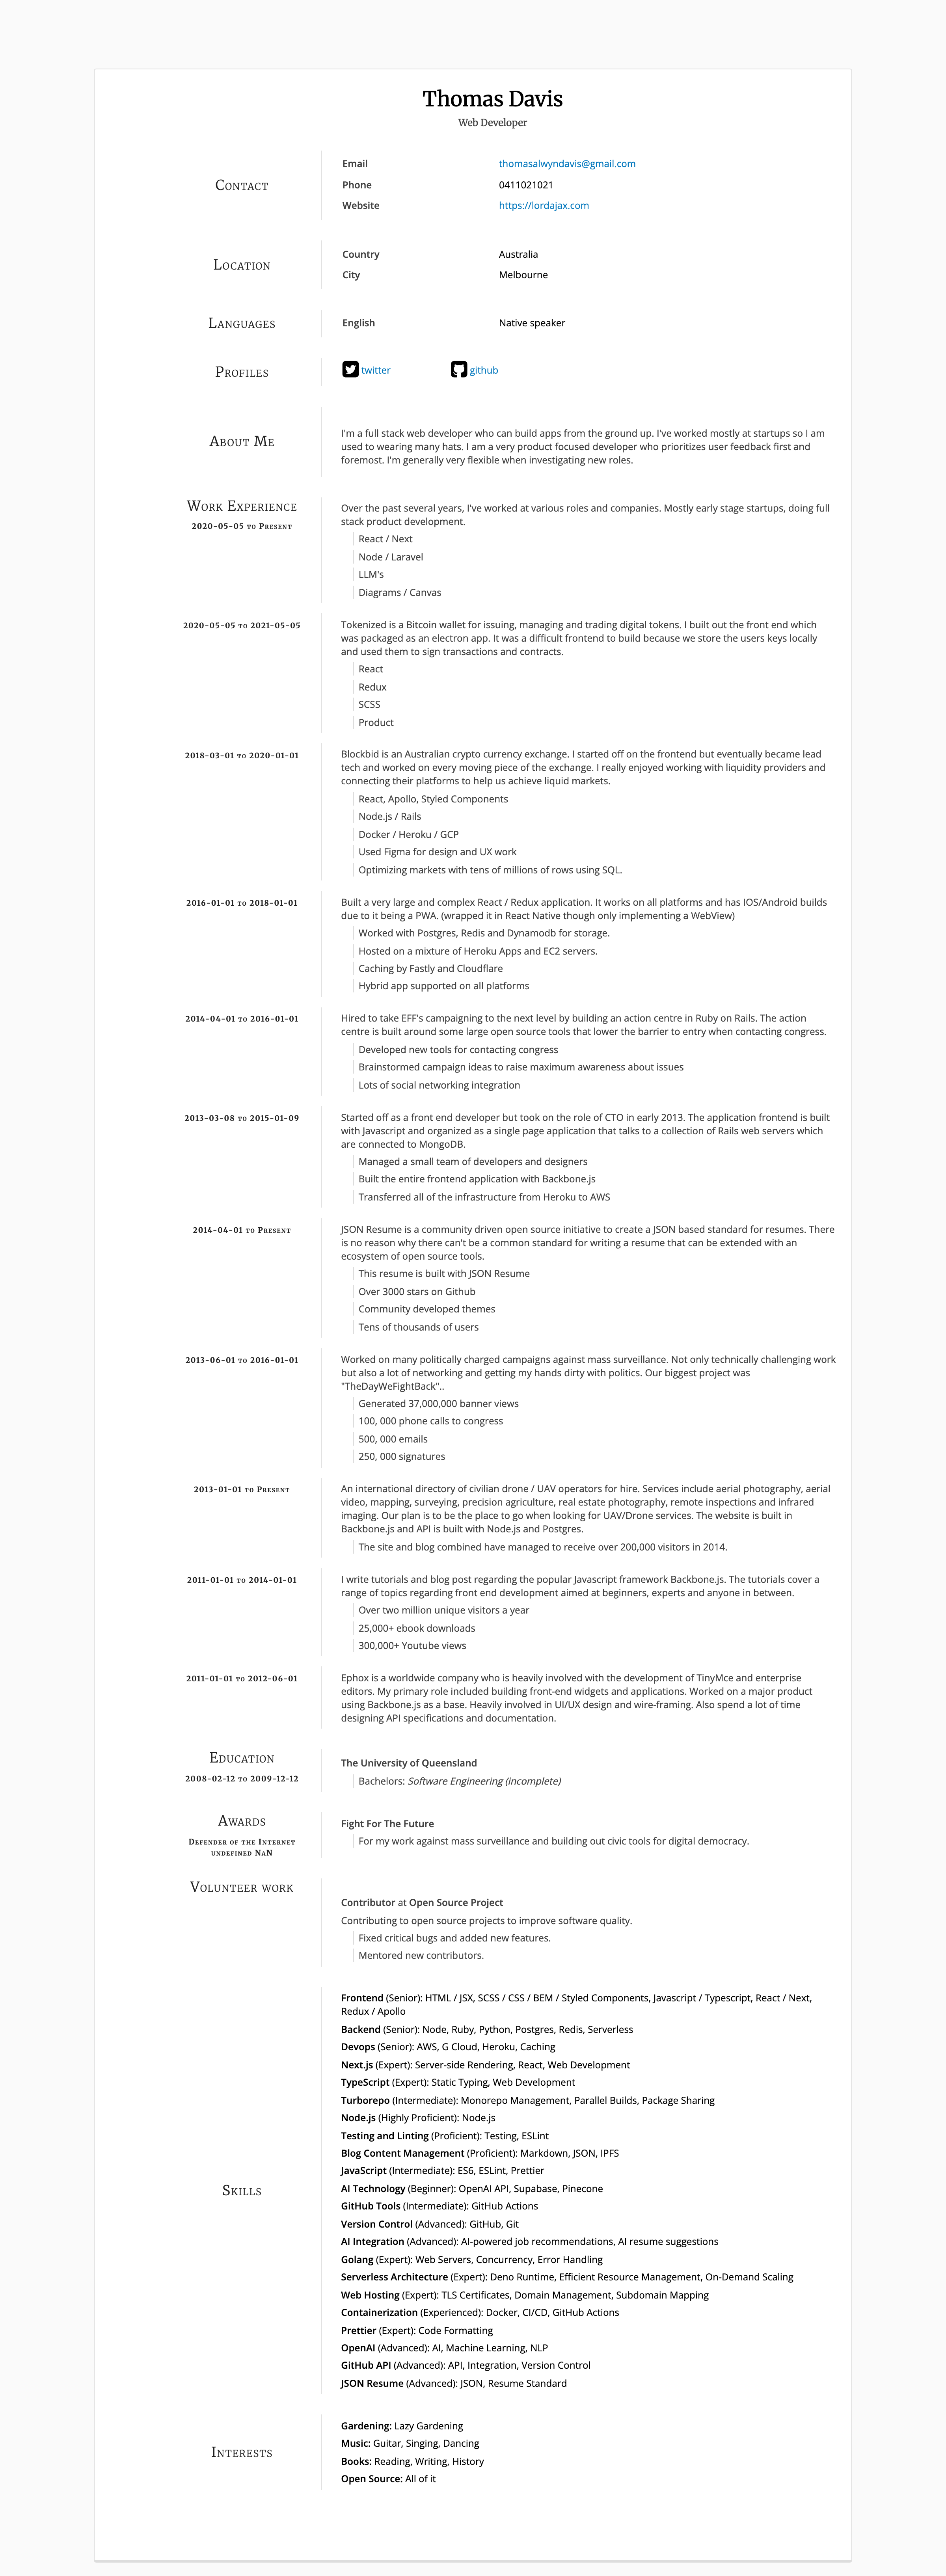 Thomas Davis
Web Developer
Contact
Email thomasalwyndavis@gmail.com
Phone 0411021021
Website https://lordajax.com
Location
Country Australia
City Melbourne
Languages
English Native speaker
Profiles
twitter github
About Me
I'm a full stack web developer who can build apps from the ground up. I've worked mostly at startups so I am
used to wearing many hats. I am a very product focused developer who prioritizes user feedback first and
foremost. I'm generally very flexible when investigating new roles.
Work Experience
2020-05-05 to Present
Over the past several years, I've worked at various roles and companies. Mostly early stage startups, doing full
stack product development.
React / Next
Node / Laravel
LLM's
Diagrams / Canvas
2020-05-05 to 2021-05-05
Tokenized is a Bitcoin wallet for issuing, managing and trading digital tokens. I built out the front end which
was packaged as an electron app. It was a difficult frontend to build because we store the users keys locally
and used them to sign transactions and contracts.
React
Redux
SCSS
Product
2018-03-01 to 2020-01-01
Blockbid is an Australian crypto currency exchange. I started off on the frontend but eventually became lead
tech and worked on every moving piece of the exchange. I really enjoyed working with liquidity providers and
connecting their platforms to help us achieve liquid markets.
React, Apollo, Styled Components
Node.js / Rails
Docker / Heroku / GCP
Used Figma for design and UX work
Optimizing markets with tens of millions of rows using SQL.
2016-01-01 to 2018-01-01
Built a very large and complex React / Redux application. It works on all platforms and has IOS/Android builds
due to it being a PWA. (wrapped it in React Native though only implementing a WebView)
Worked with Postgres, Redis and Dynamodb for storage.
Hosted on a mixture of Heroku Apps and EC2 servers.
Caching by Fastly and Cloudflare
Hybrid app supported on all platforms
2014-04-01 to 2016-01-01
Hired to take EFF's campaigning to the next level by building an action centre in Ruby on Rails. The action
centre is built around some large open source tools that lower the barrier to entry when contacting congress.
Developed new tools for contacting congress
Brainstormed campaign ideas to raise maximum awareness about issues
Lots of social networking integration
2013-03-08 to 2015-01-09
Started off as a front end developer but took on the role of CTO in early 2013. The application frontend is built
with Javascript and organized as a single page application that talks to a collection of Rails web servers which
are connected to MongoDB.
Managed a small team of developers and designers
Built the entire frontend application with Backbone.js
Transferred all of the infrastructure from Heroku to AWS
2014-04-01 to Present
JSON Resume is a community driven open source initiative to create a JSON based standard for resumes. There
is no reason why there can't be a common standard for writing a resume that can be extended with an
ecosystem of open source tools.
This resume is built with JSON Resume
Over 3000 stars on Github
Community developed themes
Tens of thousands of users
2013-06-01 to 2016-01-01
Worked on many politically charged campaigns against mass surveillance. Not only technically challenging work
but also a lot of networking and getting my hands dirty with politics. Our biggest project was
"TheDayWeFightBack"..
Generated 37,000,000 banner views
100, 000 phone calls to congress
500, 000 emails
250, 000 signatures
2013-01-01 to Present
An international directory of civilian drone / UAV operators for hire. Services include aerial photography, aerial
video, mapping, surveying, precision agriculture, real estate photography, remote inspections and infrared
imaging. Our plan is to be the place to go when looking for UAV/Drone services. The website is built in
Backbone.js and API is built with Node.js and Postgres.
The site and blog combined have managed to receive over 200,000 visitors in 2014.
2011-01-01 to 2014-01-01
I write tutorials and blog post regarding the popular Javascript framework Backbone.js. The tutorials cover a
range of topics regarding front end development aimed at beginners, experts and anyone in between.
Over two million unique visitors a year
25,000+ ebook downloads
300,000+ Youtube views
2011-01-01 to 2012-06-01
Ephox is a worldwide company who is heavily involved with the development of TinyMce and enterprise
editors. My primary role included building front-end widgets and applications. Worked on a major product
using Backbone.js as a base. Heavily involved in UI/UX design and wire-framing. Also spend a lot of time
designing API specifications and documentation.
Education
2008-02-12 to 2009-12-12
The University of Queensland
Bachelors: Software Engineering (incomplete)
Awards
Defender of the Internet
undefined NaN
Fight For The Future
For my work against mass surveillance and building out civic tools for digital democracy.
Volunteer work
Contributor at Open Source Project
Contributing to open source projects to improve software quality.
Fixed critical bugs and added new features.
Mentored new contributors.
Skills
Frontend (Senior): HTML / JSX, SCSS / CSS / BEM / Styled Components, Javascript / Typescript, React / Next,
Redux / Apollo
Backend (Senior): Node, Ruby, Python, Postgres, Redis, Serverless
Devops (Senior): AWS, G Cloud, Heroku, Caching
Next.js (Expert): Server-side Rendering, React, Web Development
TypeScript (Expert): Static Typing, Web Development
Turborepo (Intermediate): Monorepo Management, Parallel Builds, Package Sharing
Node.js (Highly Proficient): Node.js
Testing and Linting (Proficient): Testing, ESLint
Blog Content Management (Proficient): Markdown, JSON, IPFS
JavaScript (Intermediate): ES6, ESLint, Prettier
AI Technology (Beginner): OpenAI API, Supabase, Pinecone
GitHub Tools (Intermediate): GitHub Actions
Version Control (Advanced): GitHub, Git
AI Integration (Advanced): AI-powered job recommendations, AI resume suggestions
Golang (Expert): Web Servers, Concurrency, Error Handling
Serverless Architecture (Expert): Deno Runtime, Efficient Resource Management, On-Demand Scaling
Web Hosting (Expert): TLS Certificates, Domain Management, Subdomain Mapping
Containerization (Experienced): Docker, CI/CD, GitHub Actions
Prettier (Expert): Code Formatting
OpenAI (Advanced): AI, Machine Learning, NLP
GitHub API (Advanced): API, Integration, Version Control
JSON Resume (Advanced): JSON, Resume Standard
Interests
Gardening: Lazy Gardening
Music: Guitar, Singing, Dancing
Books: Reading, Writing, History
Open Source: All of it